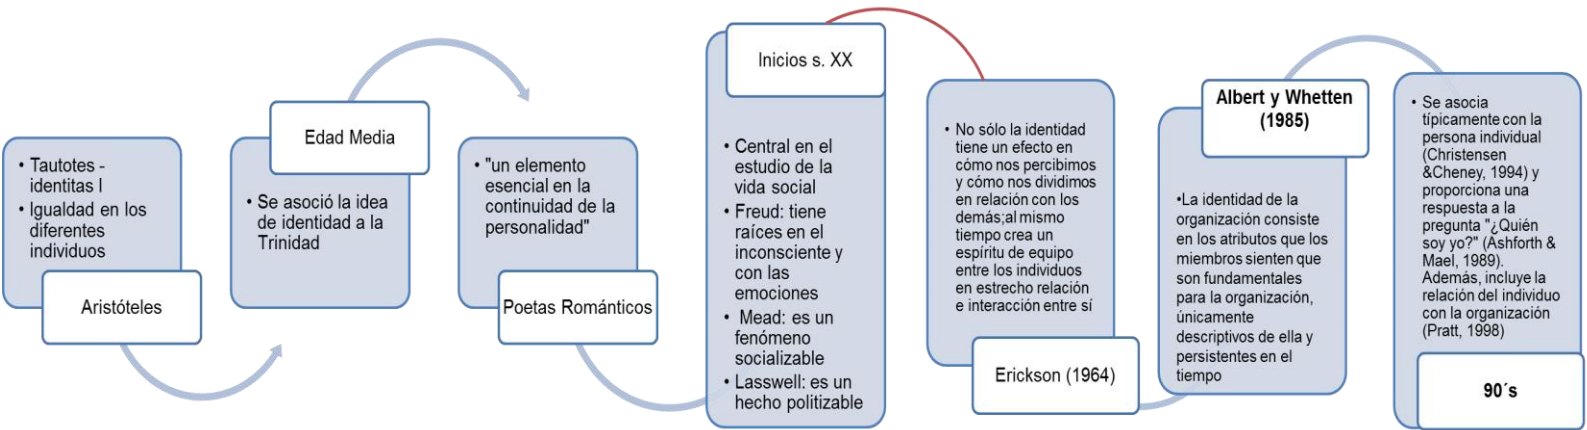 • Tautotes -
identitas l
• Igualdad en los
diferentes
individuos
Aristóteles
Edad Media
• Se asoció la idea
de identidad a la
Trinidad
• "un elemento
esencial en la
continuidad de la
personalidad"
Poetas Románticos
Inicios s. XX
• Central en el
estudio de la
vida social
• Freud: tiene
raíces en el
inconsciente y
con las
emociones
• Mead: es un
fenómeno
socializable
• Lasswell: es un
hecho politizable
• No sólo la identidad
tiene un efecto en
cómo nos percibimos
y cómo nos dividimos
en relación con los
demás;al mismo
tiempo crea un
espíritu de equipo
entre los individuos
en estrecho relación
e interacción entre sí
Erickson (1964)
Albert y Whetten
(1985)
•La identidad de la
organización consiste
en los atributos que los
miembros sienten que
son fundamentales
para la organización,
únicamente
descriptivos de ella y
persistentes en el
tiempo
• Se asocia
típicamente con la
persona individual
(Christensen
&Cheney, 1994) y
proporciona una
respuesta a la
pregunta "¿Quién
soy yo?" (Ashforth &
Mael, 1989).
Además, incluye la
relación del individuo
con la organización
(Pratt, 1998)
90´s